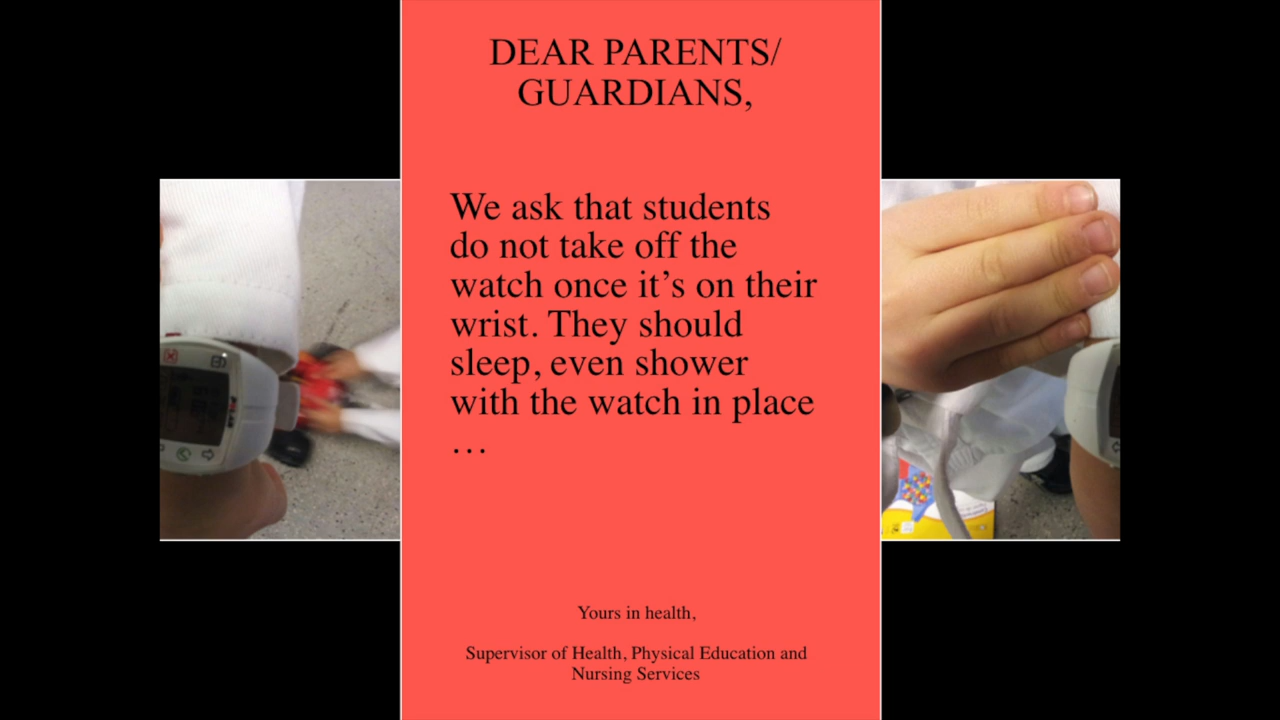 DEAR PARENTS/
GUARDIANS,
We ask that students
do not take off the
watch once it’s on their
wrist. They should
sleep, even shower
with the watch in place
…
Yours in health,
Supervisor of Health, Physical Education and
Nursing Services